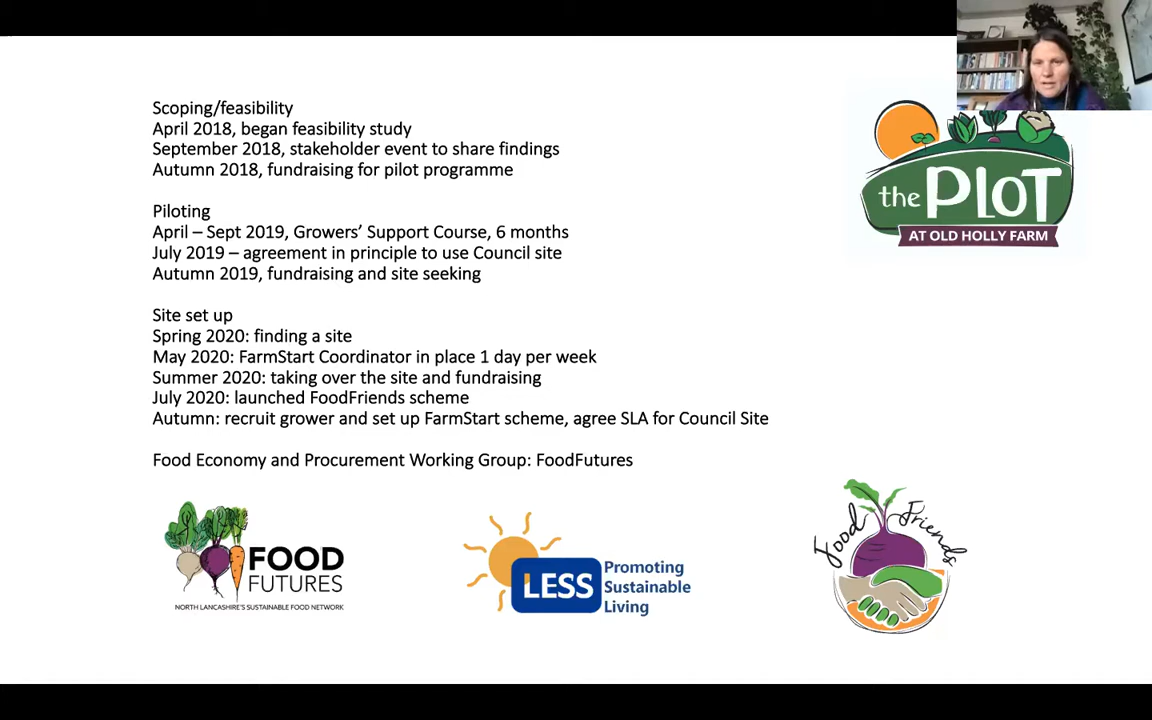 Scoping/feasibility
April 2018, began feasibility study
September 2018, stakeholder event to share findings
Autumn 2018, fundraising for pilot programme
Piloting
April – Sept 2019, Growers’ Support Course, 6 months
July 2019 – agreement in principle to use Council site
Autumn 2019, fundraising and site seeking
Site set up
Spring 2020: finding a site
May 2020: FarmStart Coordinator in place 1 day per week
Summer 2020: taking over the site and fundraising
July 2020: launched FoodFriends scheme
Autumn: recruit grower and set up FarmStart scheme, agree SLA for Council Site
Food Economy and Procurement Working Group: FoodFutures
the PLOT
AT OLD HOLLY FARM
FOOD
FUTURES
NORTH LANCASHIRE'S SUSTAINABLE FOOD NETWORK
LESS
Promoting
Sustainable
Living
Food Friends